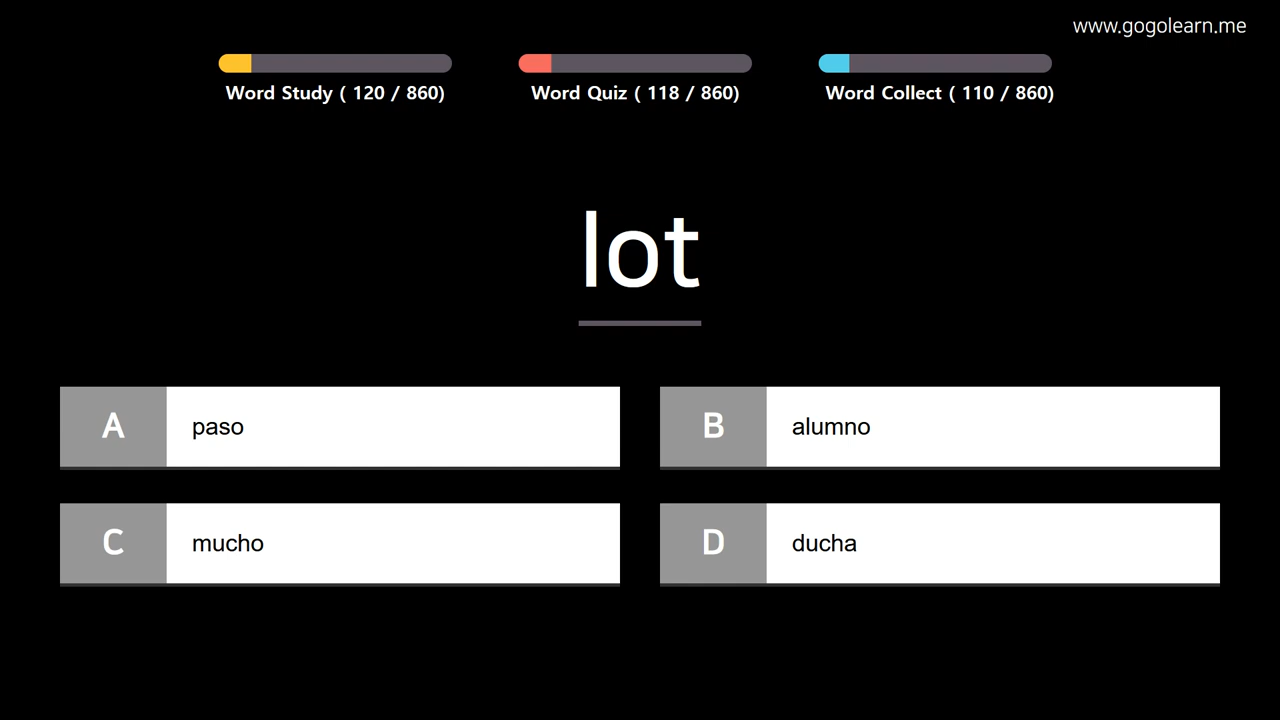 www.gogolearn.me
Word Study ( 120 / 860)
Word Quiz ( 118 / 860)
Word Collect ( 110 / 860)
lot
A paso
B alumno
C mucho
D ducha